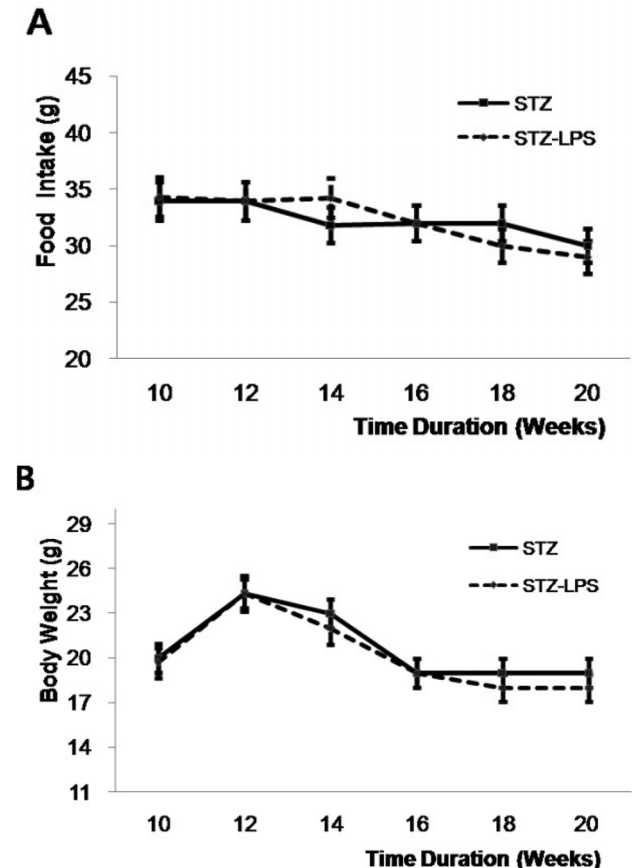 A
45
40
35
30
25
20
Food Intake (g)
STZ
STZ-LPS
10 12 14 16 18 20
Time Duration (Weeks)
B
29
26
23
20
17
14
11
Body Weight (g)
STZ
STZ-LPS
10 12 14 16 18 20
Time Duration (Weeks)